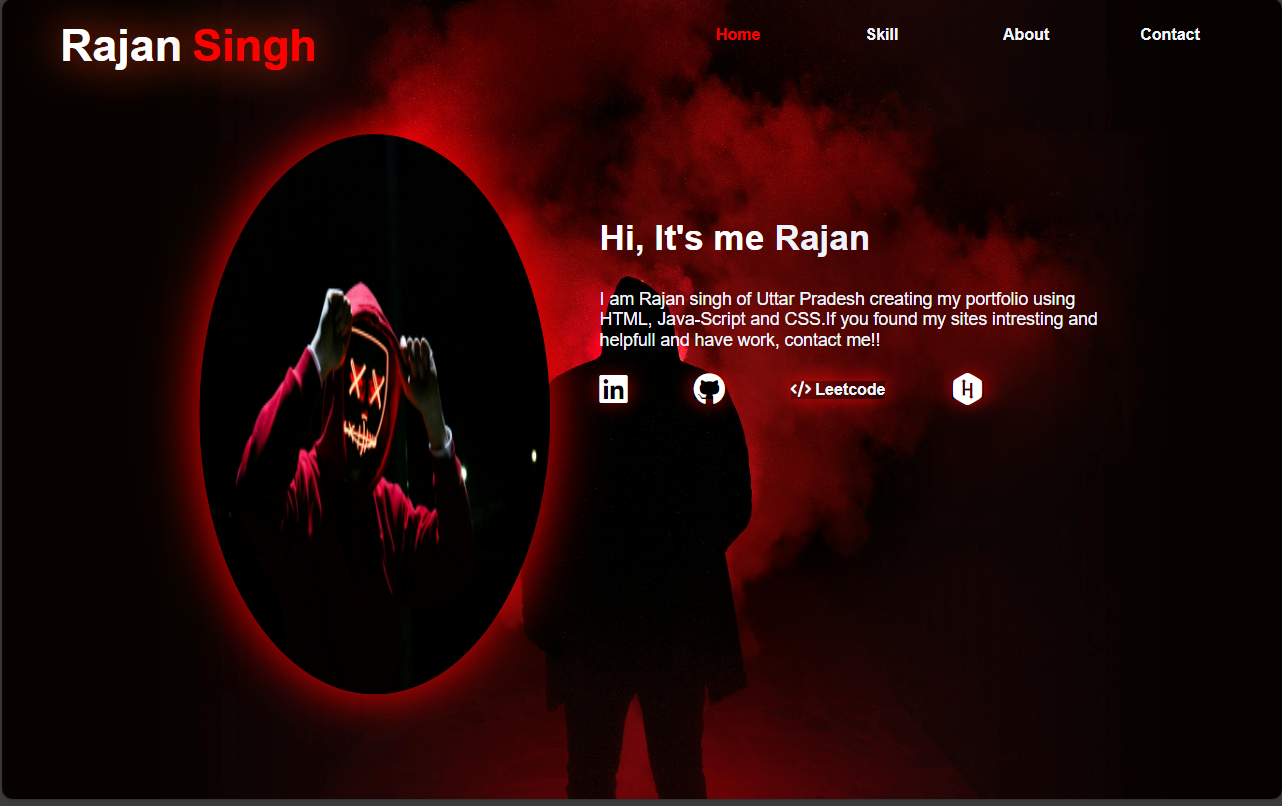 Rajan Singh
Home Skill About Contact
Hi, It's me Rajan
I am Rajan singh of Uttar Pradesh creating my portfolio using
HTML, Java-Script and CSS.If you found my sites intresting and
helpfull and have work, contact me!!
in </> Leetcode H